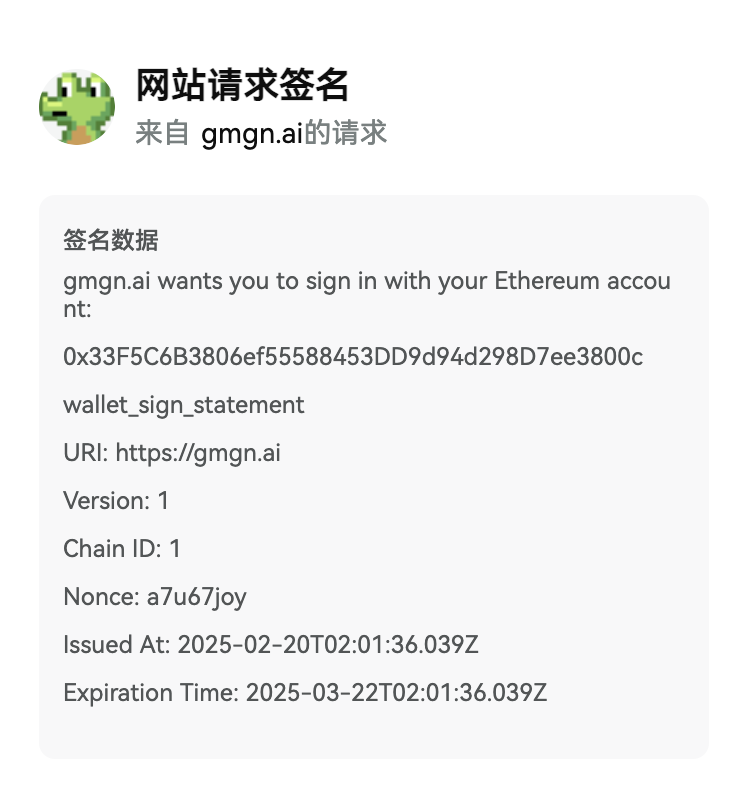 网站请求签名
来自 gmgn.ai的请求
签名数据
gmgn.ai wants you to sign in with your Ethereum accou
nt:
0x33F5C6B3806ef55588453DD9d94d298D7ee3800c
wallet_sign_statement
URI: https://gmgn.ai
Version: 1
Chain ID: 1
Nonce: a7u67joy
Issued At: 2025-02-20T02:01:36.039Z
Expiration Time: 2025-03-22T02:01:36.039Z